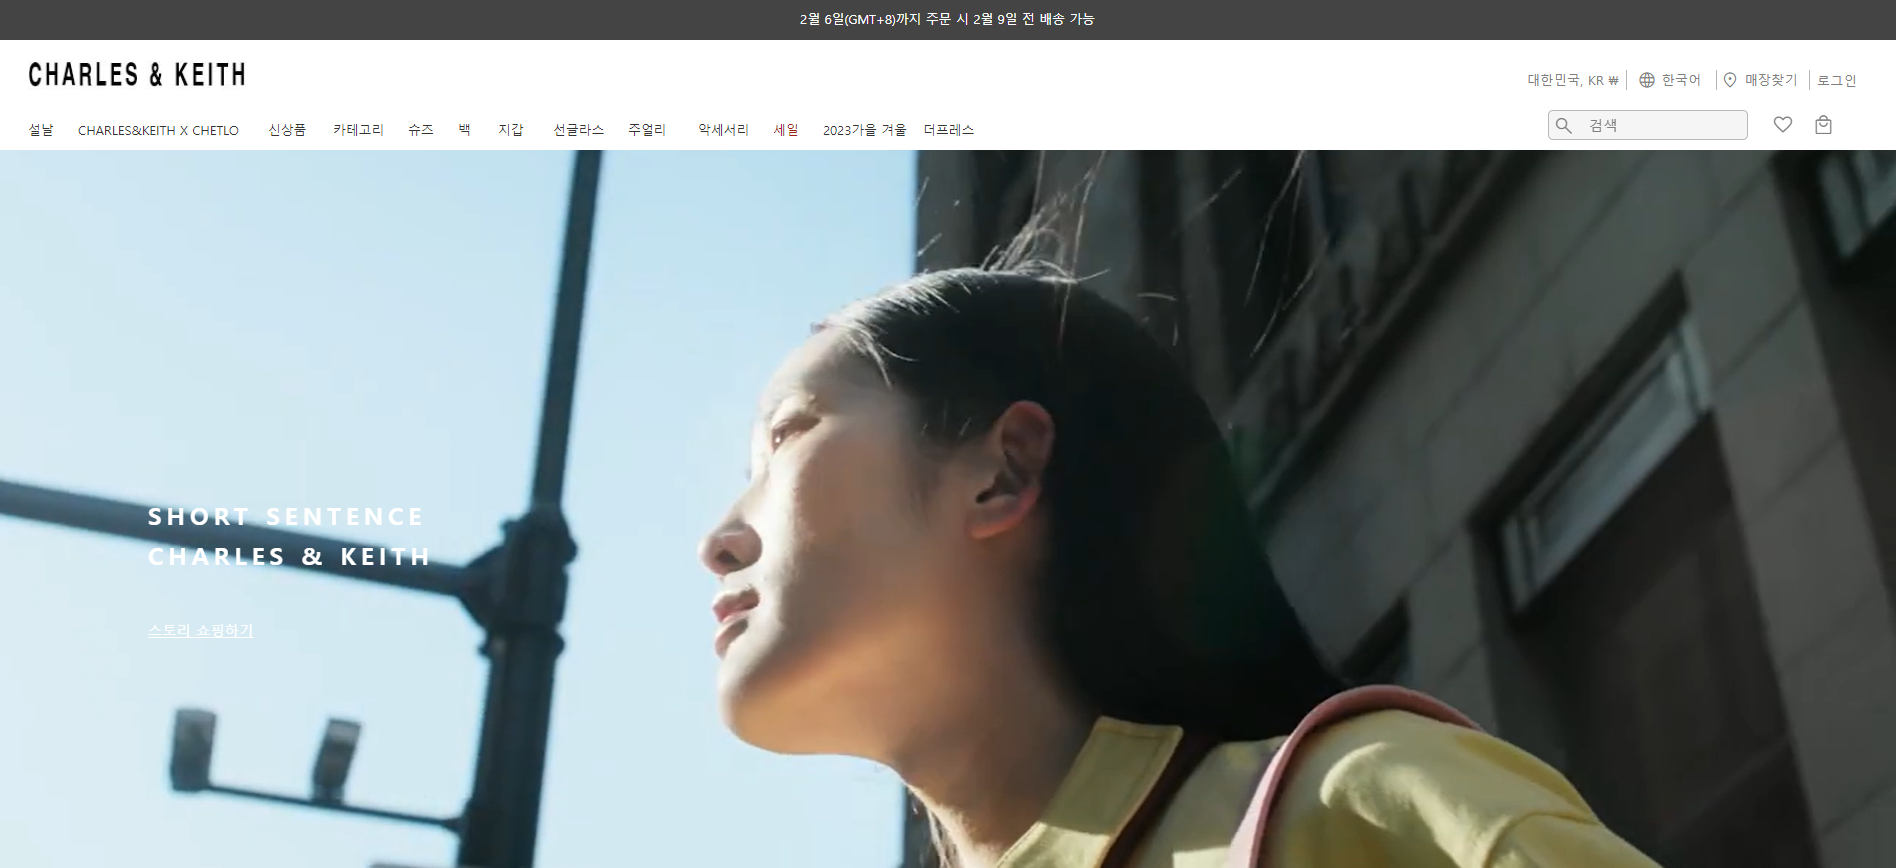 2월 6일(GMT+8)까지 주문 시 2월 9일 전 배송 가능
CHARLES & KEITH
대한민국, KR ₩ 한국어 매장찾기 로그인
설날 CHARLES&KEITH X CHETLO 신상품 카테고리 슈즈 백 지갑 선글라스 주얼리 악세서리 세일 2023가을 겨울 더프레스
검색
SHORT SENTENCE
CHARLES & KEITH
스토리 쇼핑하기